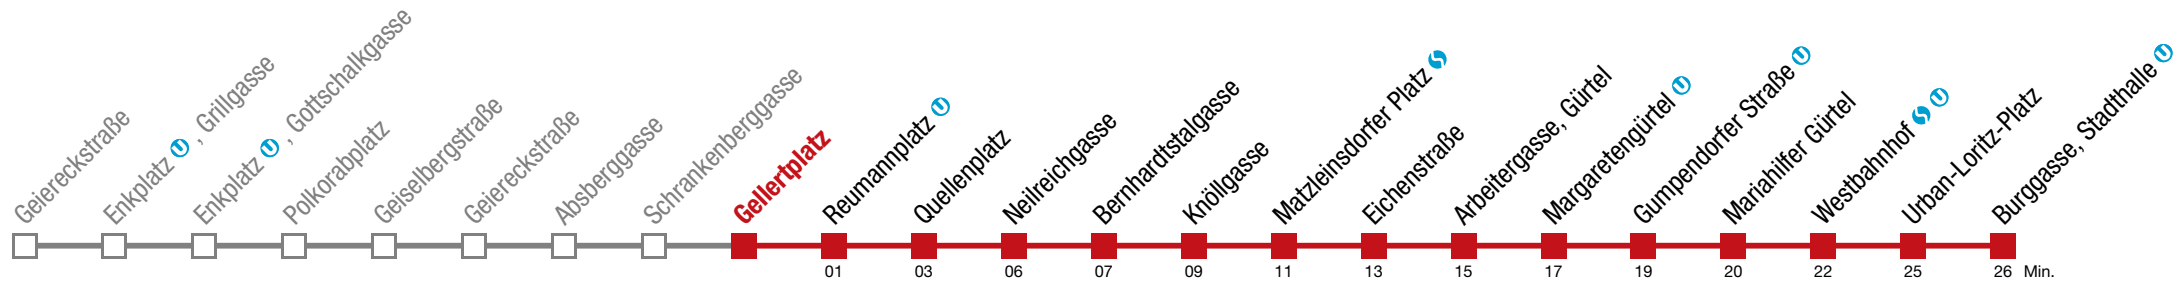 Geiereckstraße
Enkplatz U, Grillgasse
Enkplatz U, Gottschalkgasse
Polkorabplatz
Geiselbergstraße
Geiereckstraße
Absberggasse
Schrankenberggasse
Gellertplatz
Reumannplatz U
Quellenplatz
Neilreichgasse
Bernhardtstalgasse
Knöllgasse
Matzleinsdorfer Platz S
Eichenstraße
Arbeitergasse, Gürtel
Margaretengürtel U
Gumpendorfer Straße U
Mariahilfer Gürtel
Westbahnhof S U
Urban-Loritz-Platz
Burggasse, Stadthalle U
01 03 06 07 09 11 13 15 17 19 20 22 25 26 Min.